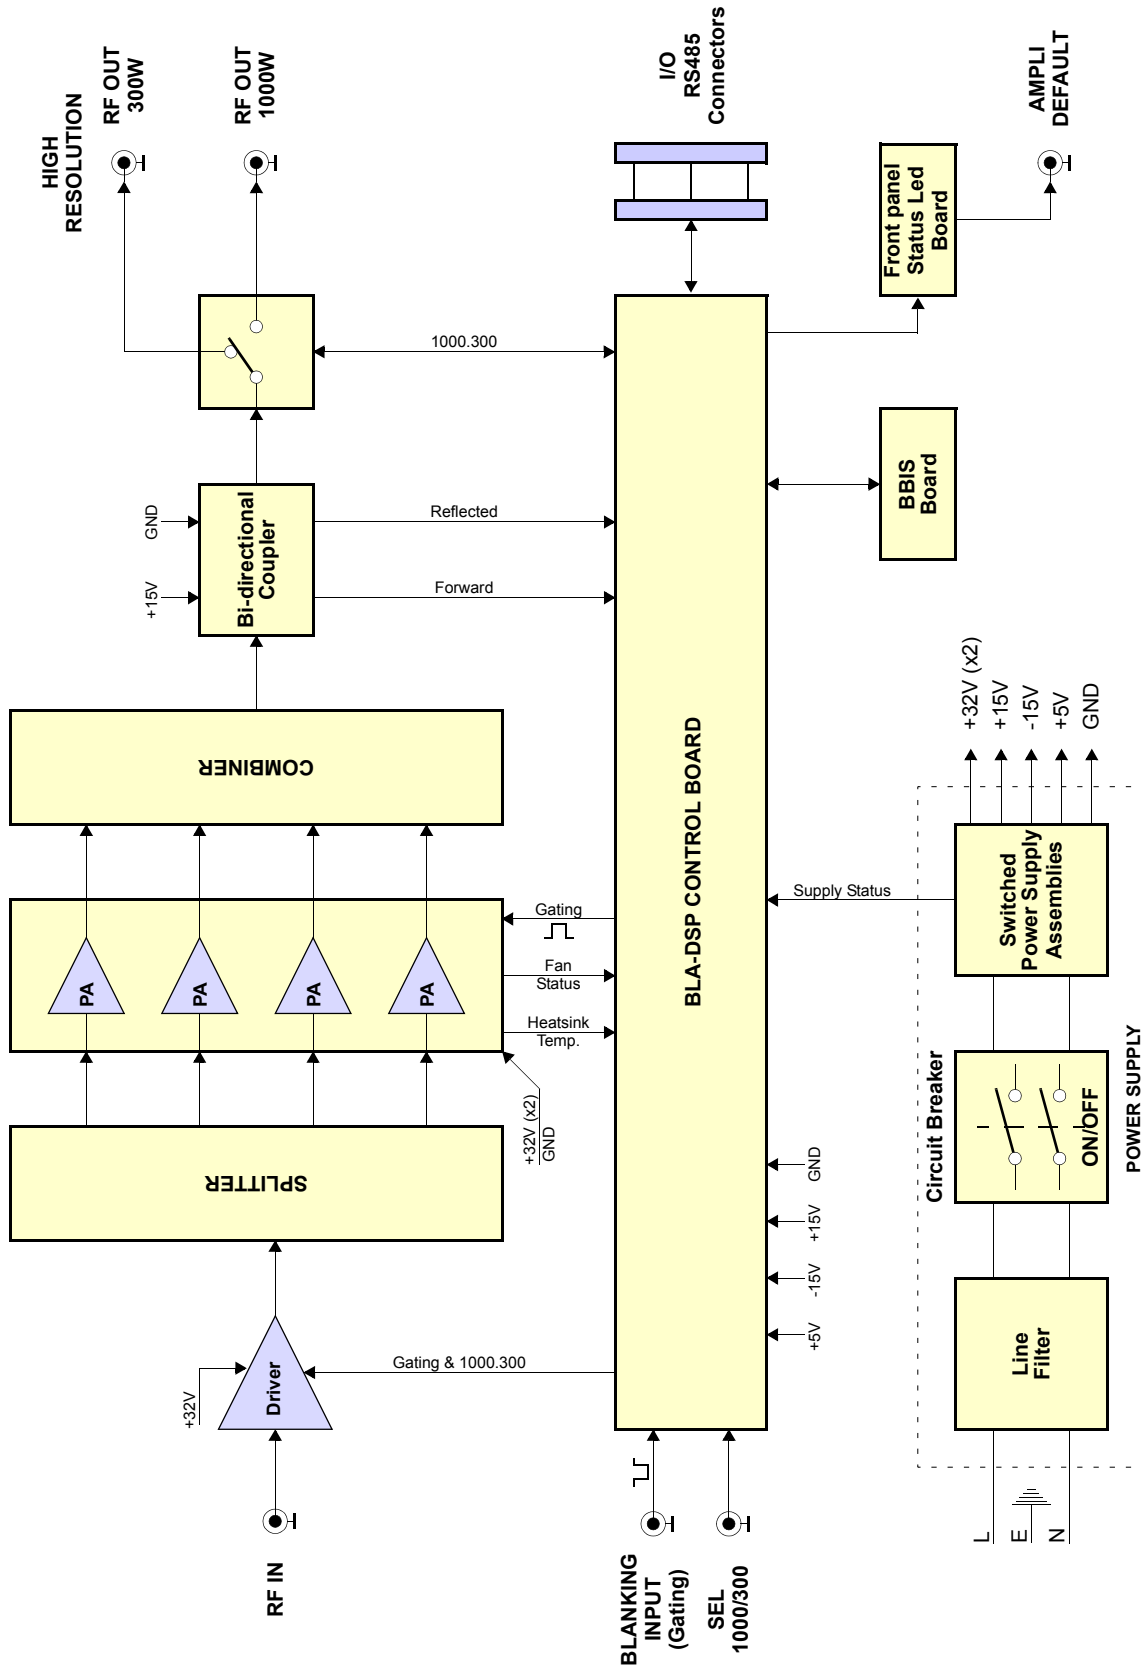 HIGH
RESOLUTION
RF OUT
300W
RF OUT
1000W
I/O
RS485
Connectors
AMPLI
DEFAULT
Front panel
Status Led
Board
1000.300
BBIS
Board
GND
+15V
Bi-directional
Coupler
Reflected
Forward
COMBINER
PA
PA
PA
PA
Gating
Fan
Status
Heatsink
Temp.
+32V (x2)
GND
SPLITTER
+32V
Driver
Gating & 1000.300
RF IN
BLA-DSP CONTROL BOARD
Supply Status
+5V
-15V
+15V
GND
BLANKING
INPUT
(Gating)
SEL
1000/300
+32V (x2)
+15V
-15V
+5V
GND
Switched
Power Supply
Assemblies
Circuit Breaker
ON/OFF
POWER SUPPLY
Line
Filter
L
E
N